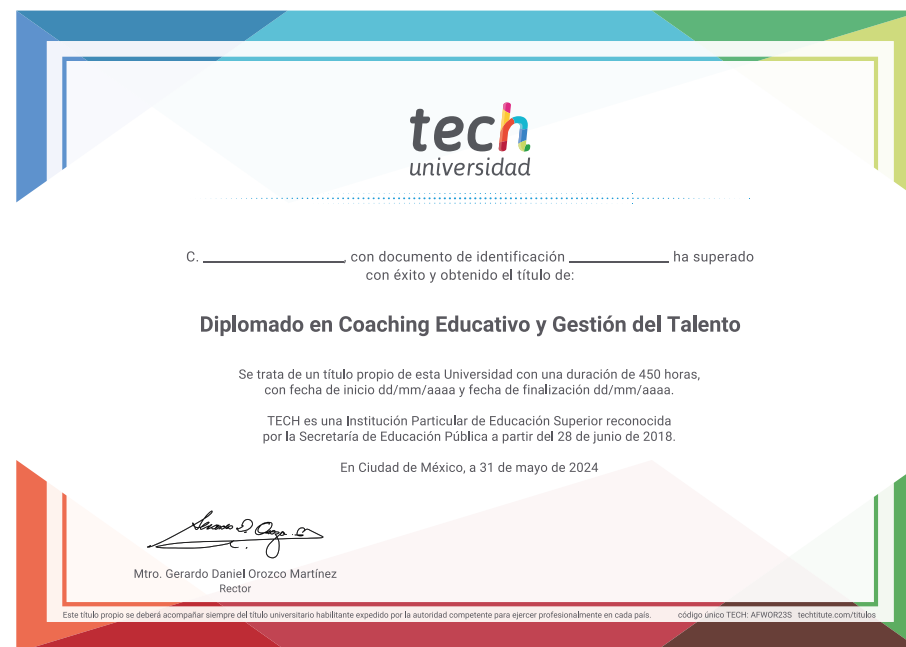 tech
universidad
C. ____________________, con documento de identificación ______________ ha superado
con éxito y obtenido el título de:
Diplomado en Coaching Educativo y Gestión del Talento
Se trata de un título propio de esta Universidad con una duración de 450 horas,
con fecha de inicio dd/mm/aaaa y fecha de finalización dd/mm/aaaa.
TECH es una Institución Particular de Educación Superior reconocida
por la Secretaría de Educación Pública a partir del 28 de junio de 2018.
En Ciudad de México, a 31 de mayo de 2024
Mtro. Gerardo Daniel Orozco Martínez
Rector
Este título propio se deberá acompañar siempre del título universitario habilitante expedido por la autoridad competente para ejercer profesionalmente en cada país. código único TECH: AFWOR23S techtitute.com/titulos